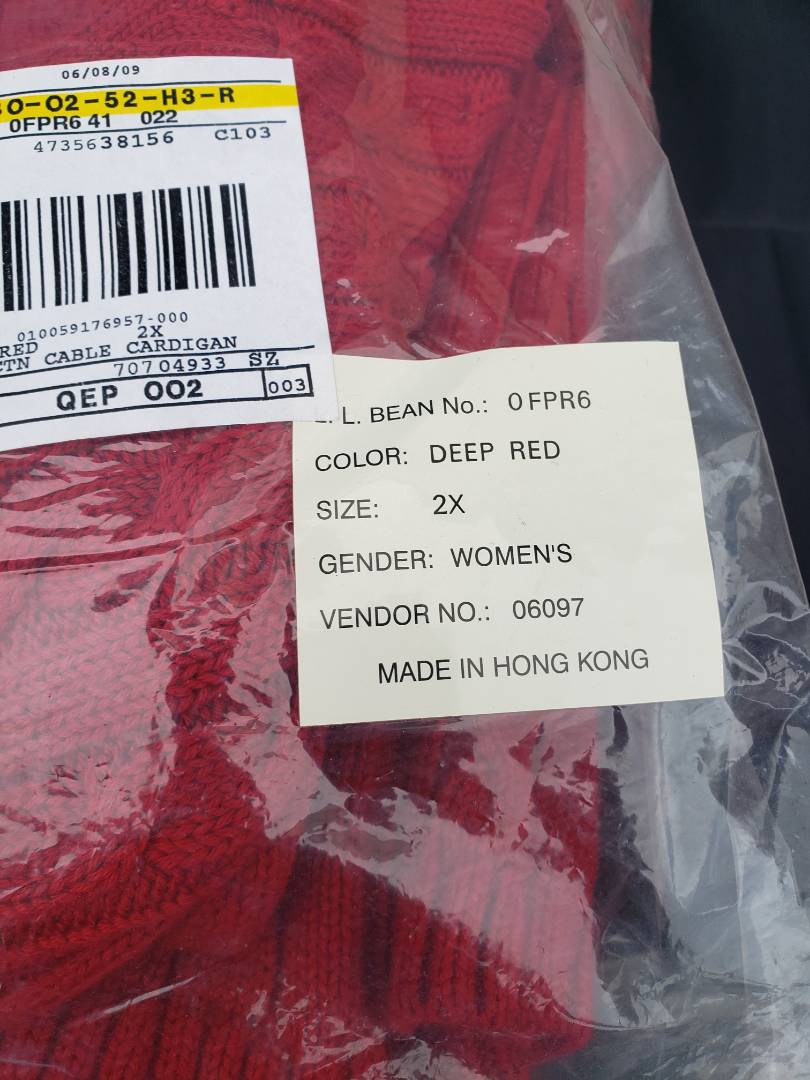 06/08/09
0-02-52-H3-R
0FPR6 41 022
4735638156 C103
010059176957-000
RED 2X
CTN CABLE CARDIGAN
70704933 SZ
QEP 002 003
L. L. BEAN No.: 0FPR6
COLOR: DEEP RED
SIZE: 2X
GENDER: WOMEN'S
VENDOR NO.: 06097
MADE IN HONG KONG